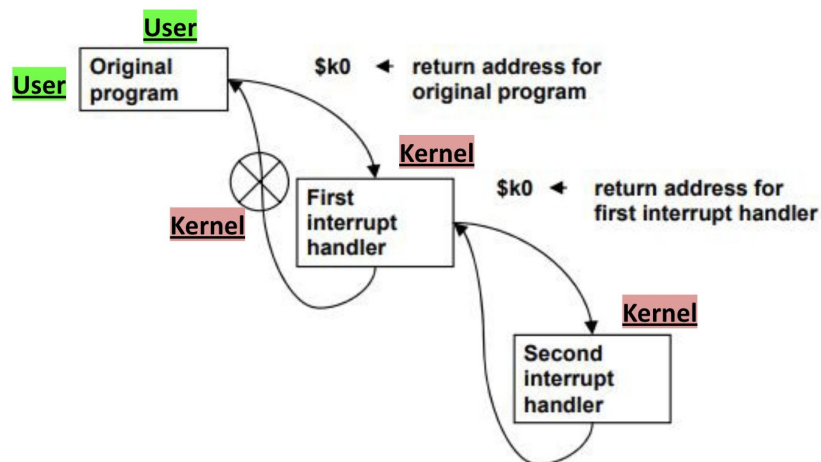 User
User
Original
program
$k0 ← return address for
original program
Kernel
Kernel
First
interrupt
handler
$k0 ← return address for
first interrupt handler
Kernel
Second
interrupt
handler